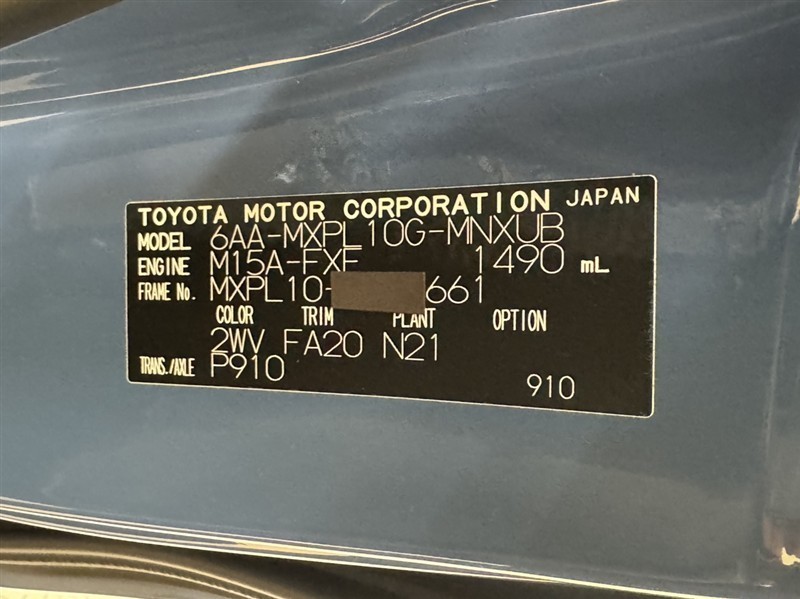 TOYOTA MOTOR CORPORATION JAPAN
MODEL 6AA-MXPL10G-MNXUB
ENGINE M15A-FXE 1490 mL
FRAME No. MXPL10- 661
COLOR TRIM PLANT OPTION
2WV FA20 N21
TRANS./AXLE P910
910